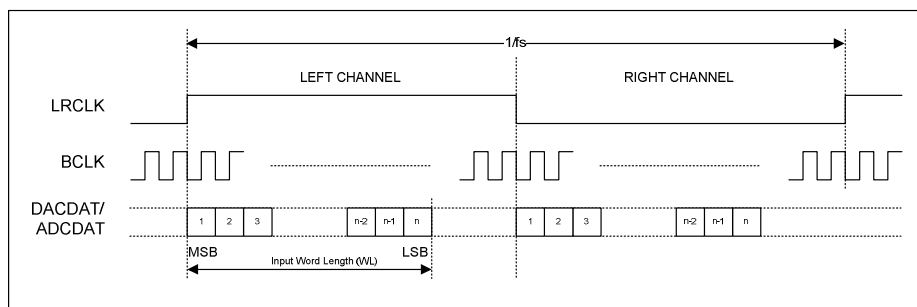 1/fs
LEFT CHANNEL RIGHT CHANNEL
LRCLK
BCLK
DACDAT/
ADCDAT
1 2 3 n-2 n-1 n 1 2 3 n-2 n-1 n
MSB LSB
Input Word Length (WL)